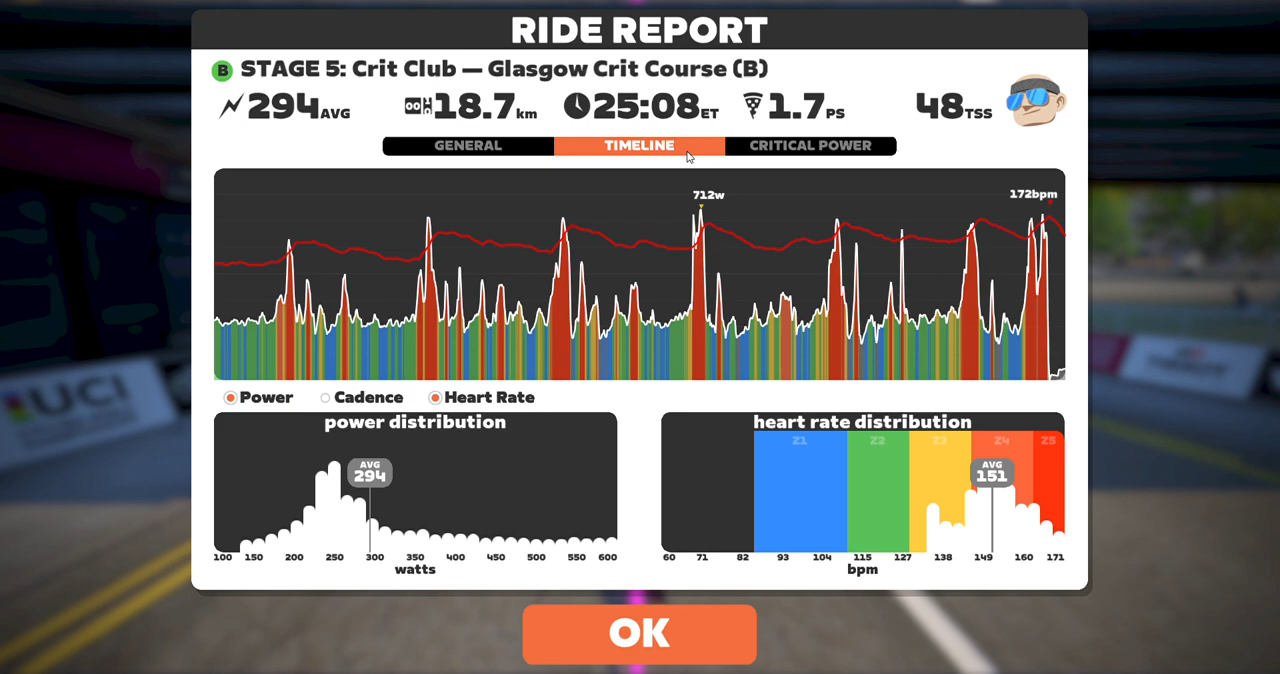 RIDE REPORT
B STAGE 5: Crit Club — Glasgow Crit Course (B)
294AVG 18.7km 25:08ET 1.7PS 48TSS
GENERAL TIMELINE CRITICAL POWER
712w 172bpm
Power Cadence Heart Rate
power distribution
AVG
294
100 150 200 250 300 350 400 450 500 550 600
watts
heart rate distribution
Z1 Z2 Z3 Z4 Z5
AVG
151
60 71 82 93 104 115 127 138 149 160 171
bpm
OK
UCI
TISSOT